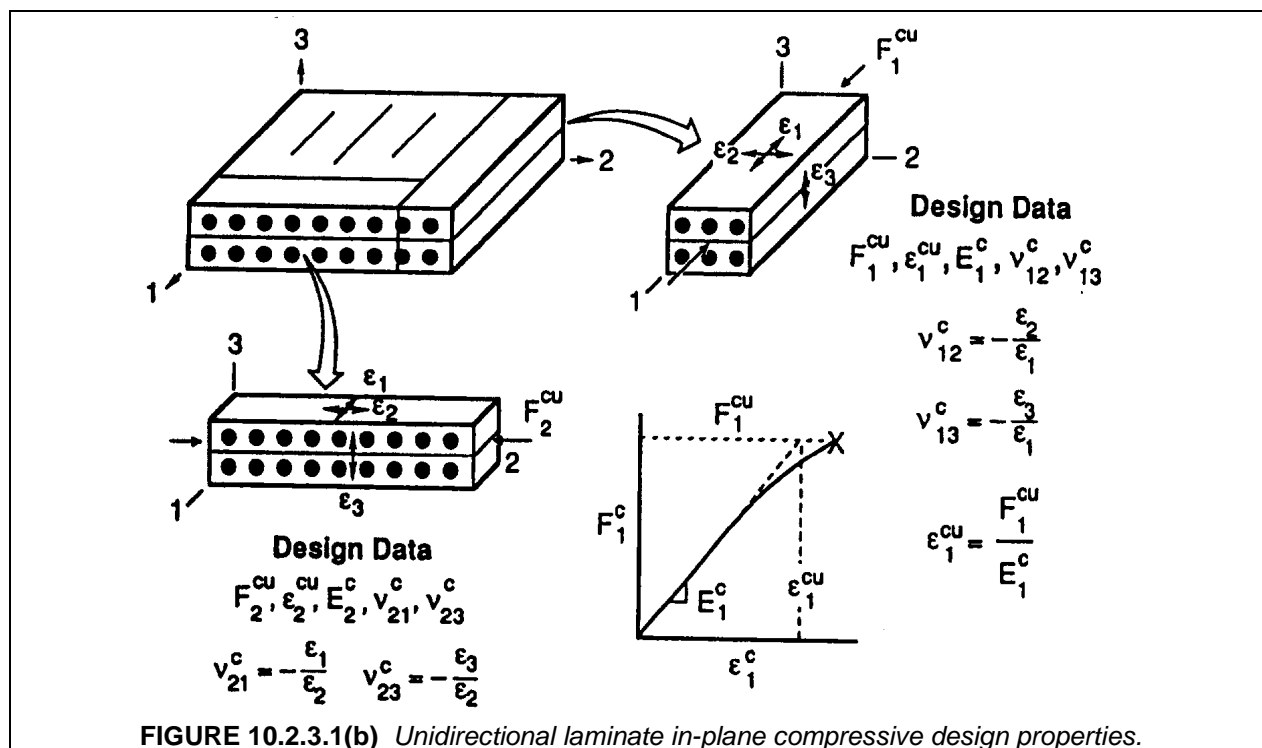 3
2
1
3
F₁ᶜᵘ
ε₁
ε₂
ε₃
2
1
Design Data
F₁ᶜᵘ, ε₁ᶜᵘ, E₁ᶜ, ν₁₂ᶜ, ν₁₃ᶜ
ν₁₂ᶜ = - ε₂/ε₁
ν₁₃ᶜ = - ε₃/ε₁
ε₁ᶜᵘ = F₁ᶜᵘ/E₁ᶜ
3
ε₁
ε₂
F₂ᶜᵘ
2
1
ε₃
Design Data
F₂ᶜᵘ, ε₂ᶜᵘ, E₂ᶜ, ν₂₁ᶜ, ν₂₃ᶜ
ν₂₁ᶜ = - ε₁/ε₂ ν₂₃ᶜ = - ε₃/ε₂
F₁ᶜᵘ
X
F₁ᶜ
E₁ᶜ
ε₁ᶜᵘ
ε₁ᶜ
FIGURE 10.2.3.1(b) Unidirectional laminate in-plane compressive design properties.